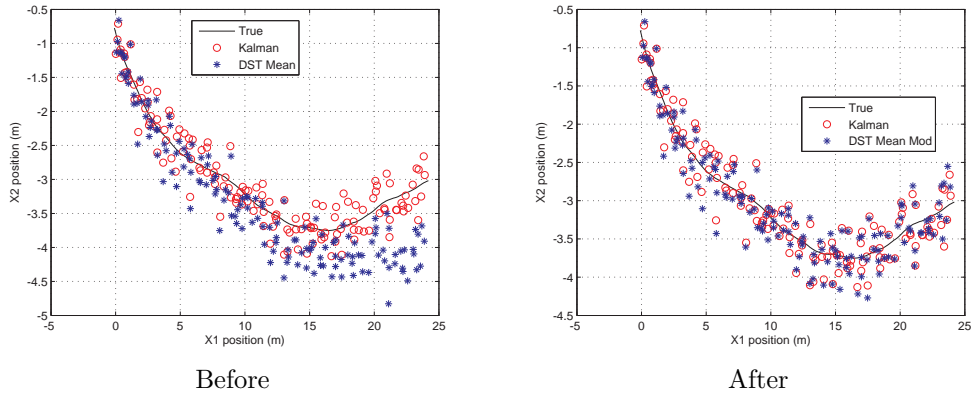 -0.5
-1
-1.5
-2
-2.5
-3
-3.5
-4
-4.5
-5
-5
0
5
10
15
20
25
X1 position (m)
X2 position (m)
True
Kalman
DST Mean
Before
-0.5
-1
-1.5
-2
-2.5
-3
-3.5
-4
-4.5
-5
0
5
10
15
20
25
X1 position (m)
X2 position (m)
True
Kalman
DST Mean Mod
After